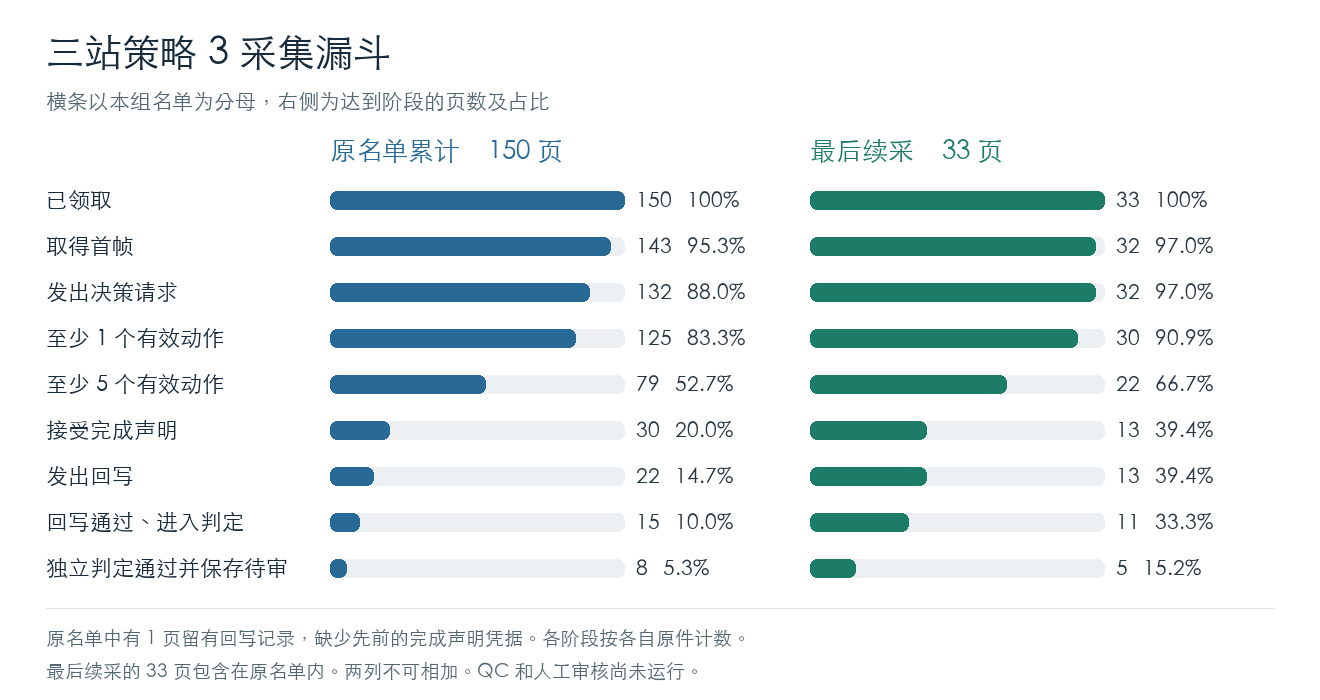 三站策略 3 采集漏斗
横条以本组名单为分母，右侧为达到阶段的页数及占比
原名单累计 150 页 最后续采 33 页
已领取 150 100% 33 100%
取得首帧 143 95.3% 32 97.0%
发出决策请求 132 88.0% 32 97.0%
至少 1 个有效动作 125 83.3% 30 90.9%
至少 5 个有效动作 79 52.7% 22 66.7%
接受完成声明 30 20.0% 13 39.4%
发出回写 22 14.7% 13 39.4%
回写通过、进入判定 15 10.0% 11 33.3%
独立判定通过并保存待审 8 5.3% 5 15.2%
原名单中有 1 页留有回写记录，缺少先前的完成声明凭据。各阶段按各自原件计数。
最后续采的 33 页包含在原名单内。两列不可相加。QC 和人工审核尚未运行。